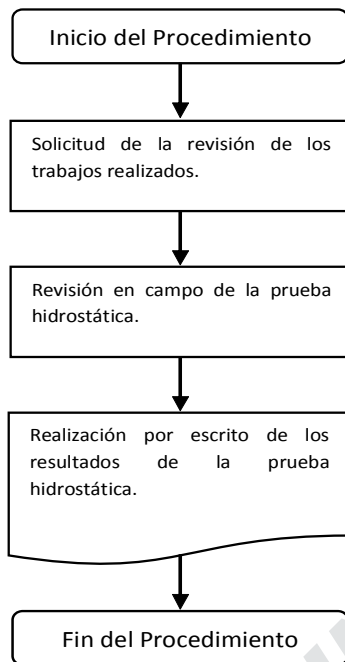 Inicio del Procedimiento
Solicitud de la revisión de los
trabajos realizados.
Revisión en campo de la prueba
hidrostática.
Realización por escrito de los
resultados de la prueba
hidrostática.
Fin del Procedimiento